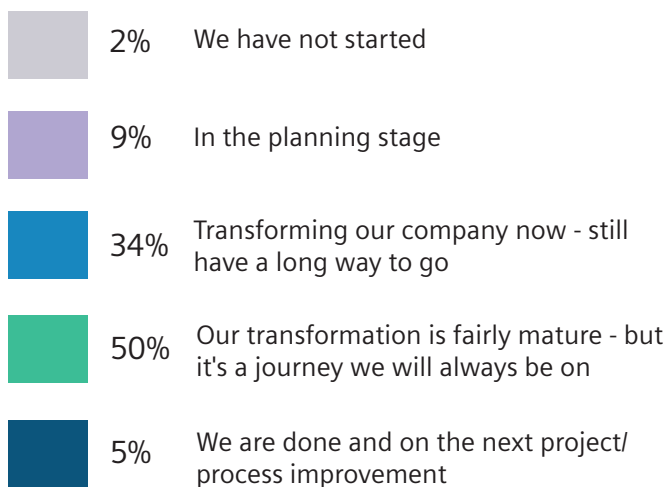 2% We have not started
9% In the planning stage
34% Transforming our company now - still
have a long way to go
50% Our transformation is fairly mature - but
it's a journey we will always be on
5% We are done and on the next project/
process improvement